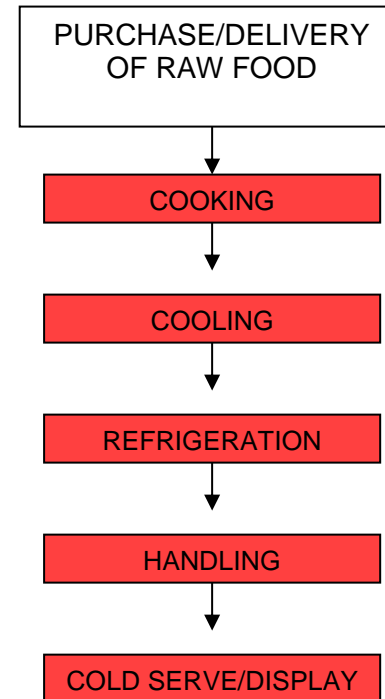 PURCHASE/DELIVERY
OF RAW FOOD
COOKING
COOLING
REFRIGERATION
HANDLING
COLD SERVE/DISPLAY